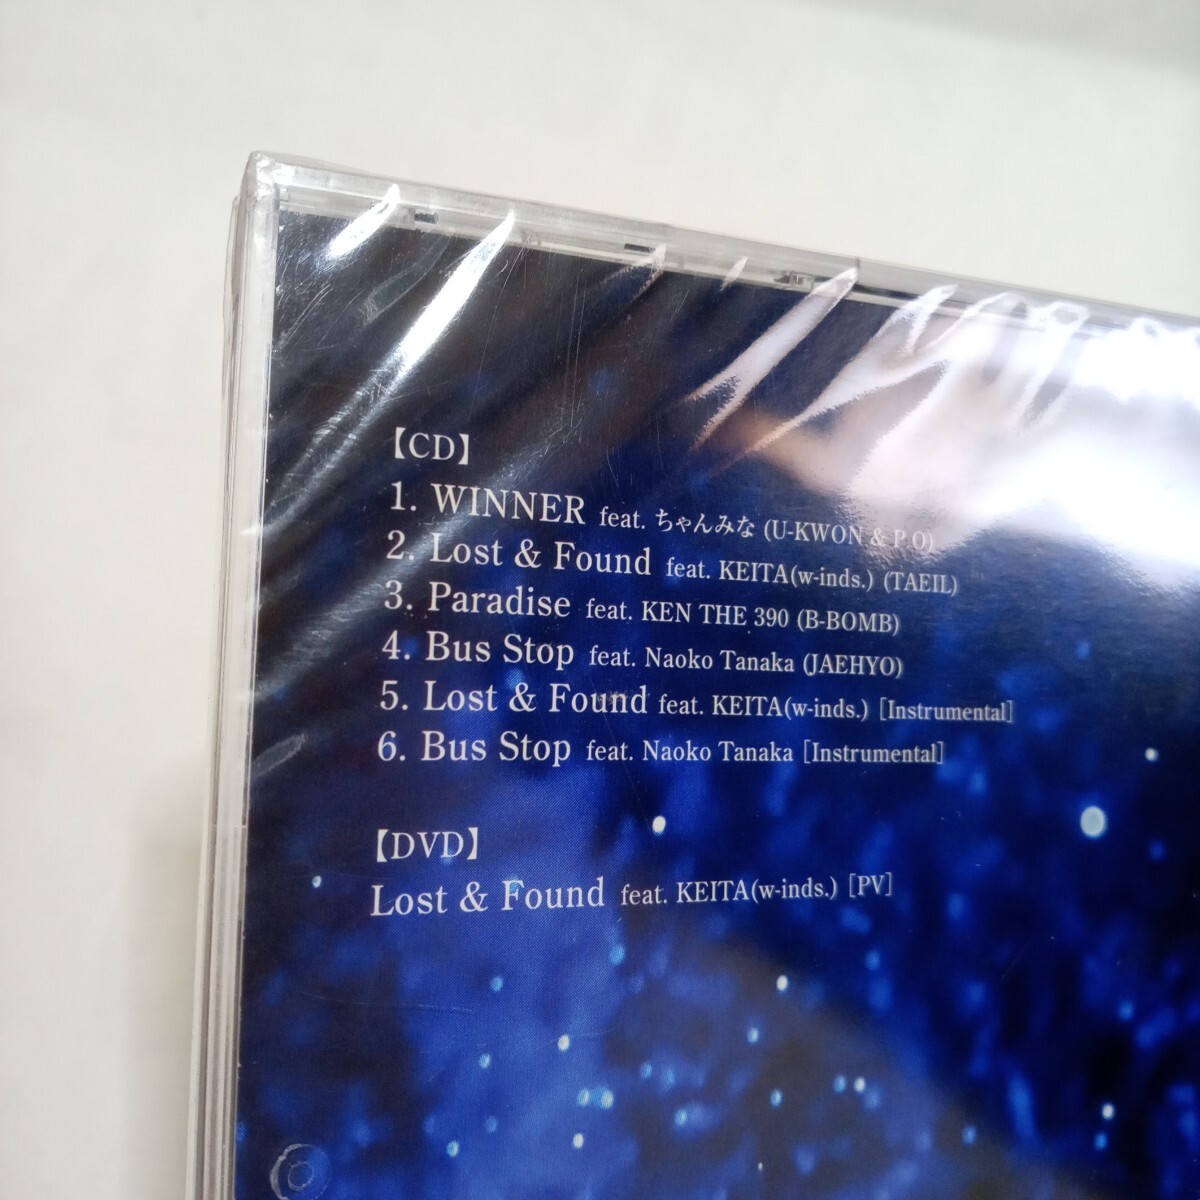 【CD】
1. WINNER feat. ちゃんみな (U-KWON & P.O)
2. Lost & Found feat. KEITA(w-inds.) (TAEIL)
3. Paradise feat. KEN THE 390 (B-BOMB)
4. Bus Stop feat. Naoko Tanaka (JAEHYO)
5. Lost & Found feat. KEITA(w-inds.) [Instrumental]
6. Bus Stop feat. Naoko Tanaka [Instrumental]
【DVD】
Lost & Found feat. KEITA(w-inds.) [PV]